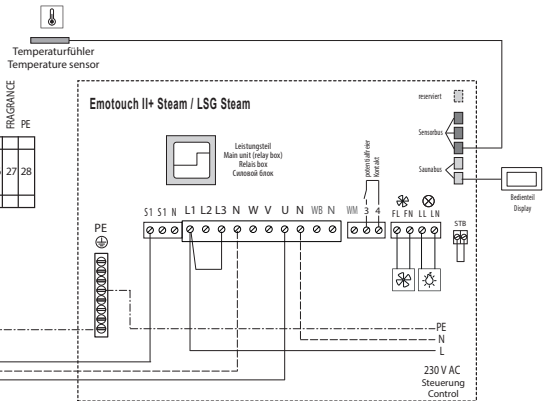 Temperaturfühler
Temperature sensor
FRAGRANCE
PE
27 28
Emotouch II+ Steam / LSG Steam
Leistungsteil
Main unit (relay box)
Relais box
Силовой блок
potentialfreier
Kontakt
reserviert
Sensorbus
Saunabus
Bedienteil
Display
S1 S1 N L1 L2 L3 N W V U N WB N WM 3 4 FL FN LL LN STB
PE
PE
N
L
230 V AC
Steuerung
Control